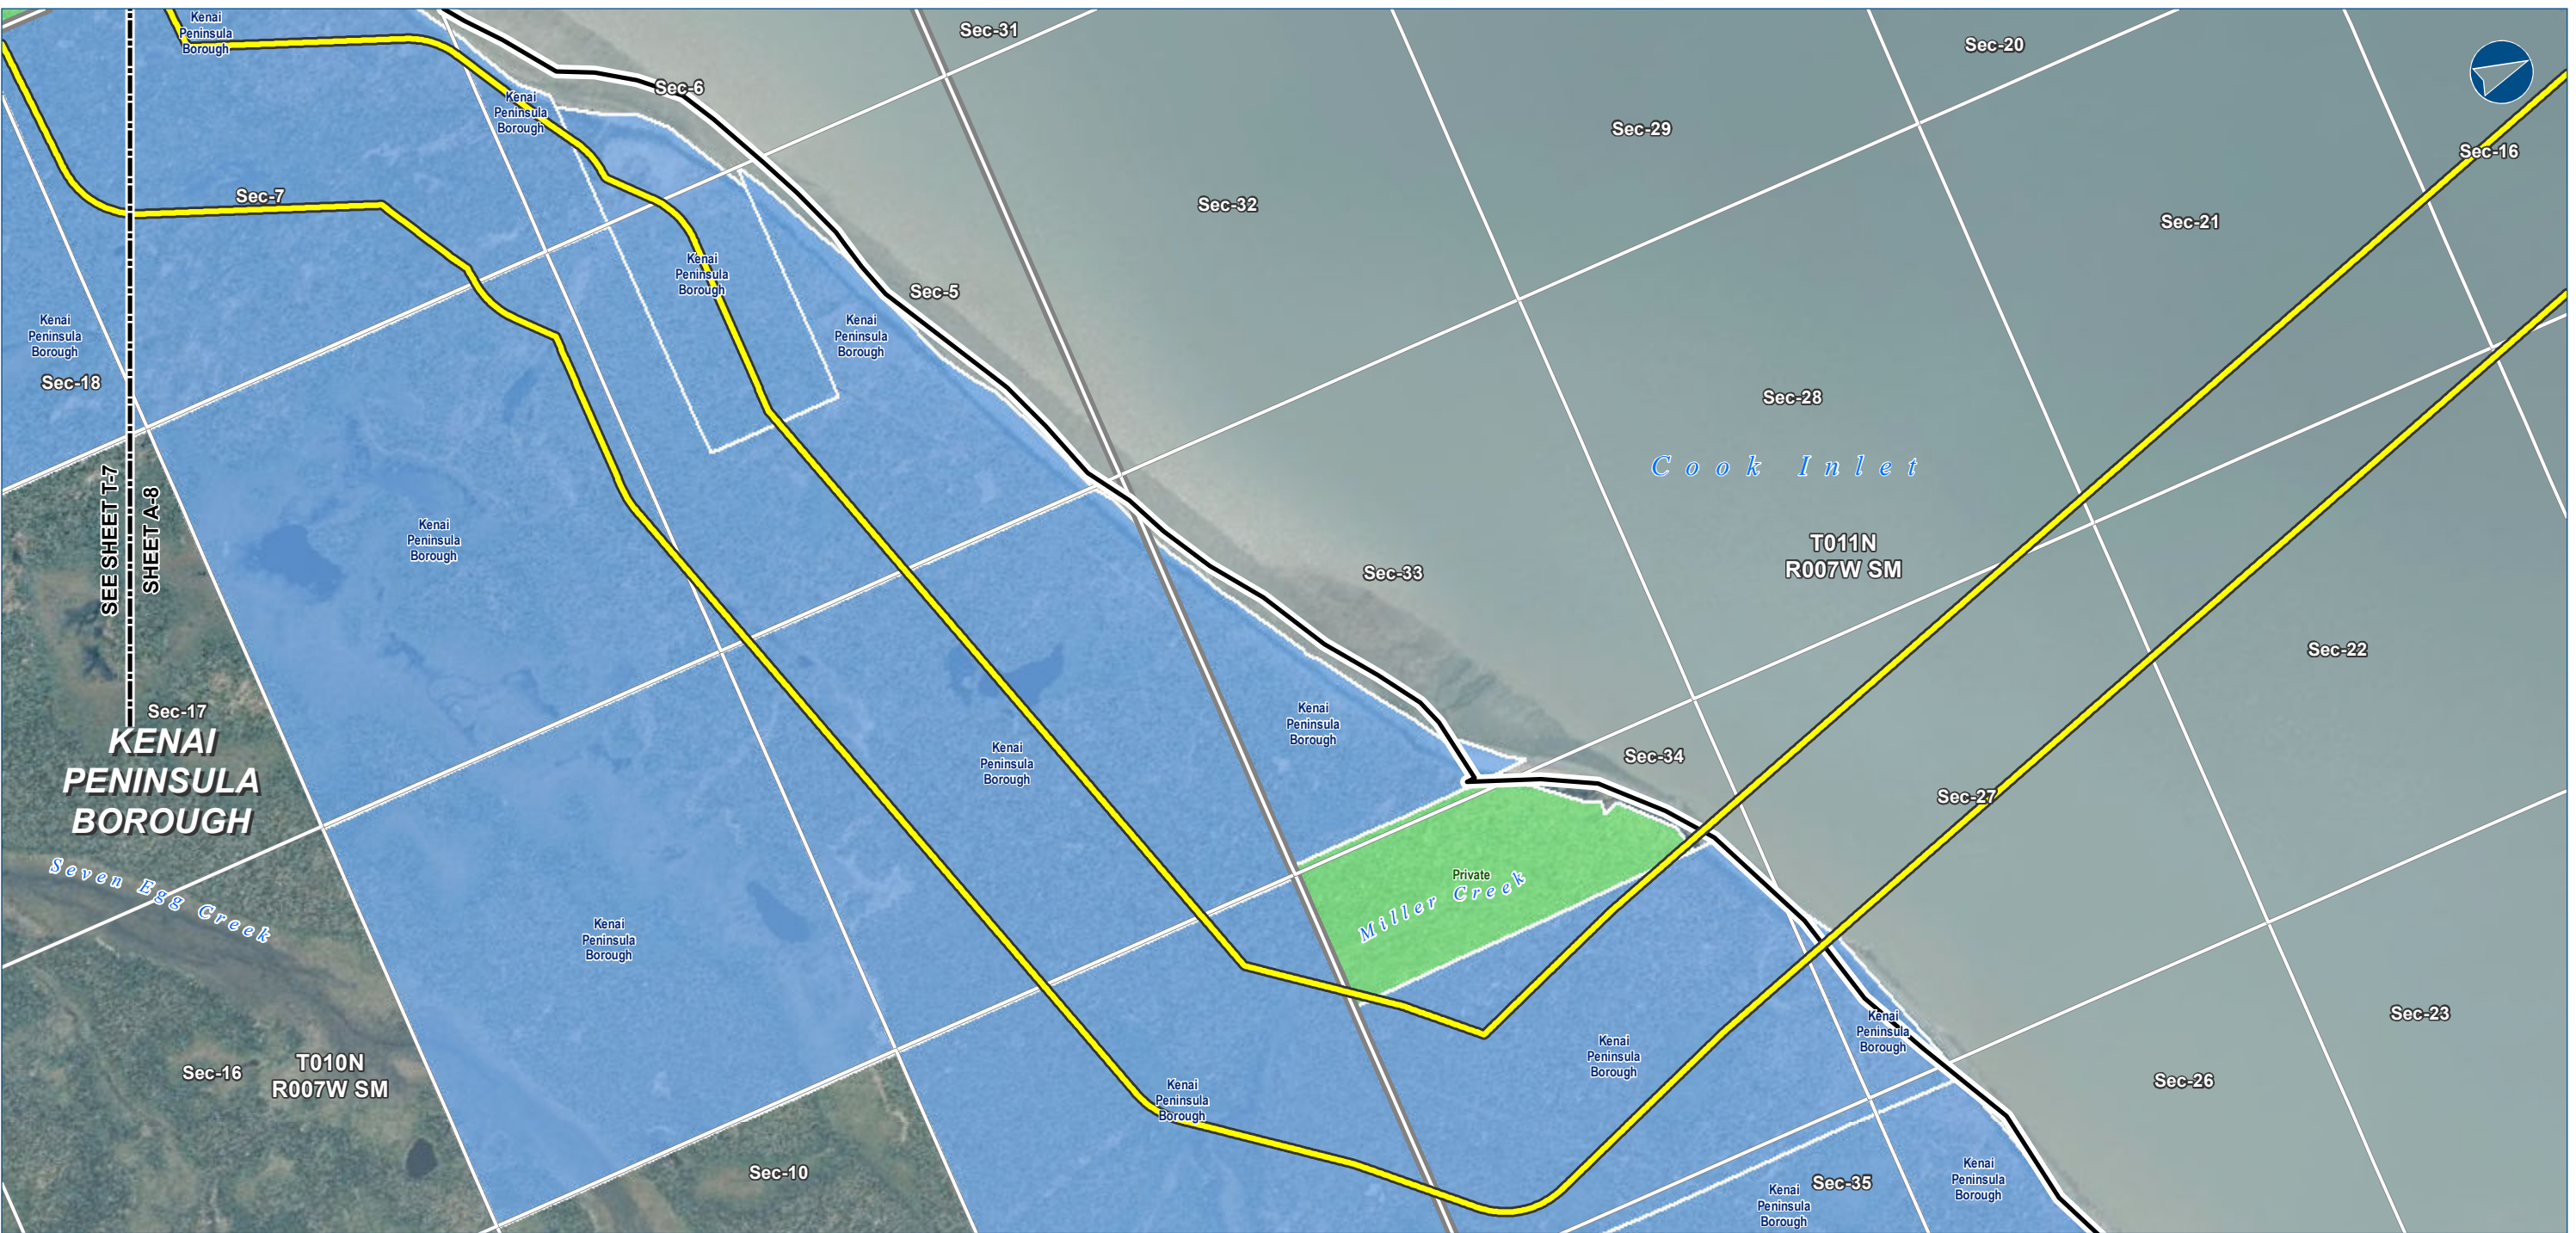 Kenai
Peninsula
Borough
Sec-31
Sec-20
Sec-6
Kenai
Peninsula
Borough
Sec-29
Sec-16
Sec-7
Sec-32
Sec-21
Kenai
Peninsula
Borough
Sec-5
Kenai
Peninsula
Borough
Kenai
Peninsula
Borough
Sec-18
Sec-28
Cook Inlet
SEE SHEET T-7
SHEET A-8
Kenai
Peninsula
Borough
T011N
R007W SM
Sec-33
Sec-22
Sec-17
KENAI
PENINSULA
BOROUGH
Kenai
Peninsula
Borough
Kenai
Peninsula
Borough
Sec-34
Sec-27
Seven Egg Creek
Private
Miller Creek
Kenai
Peninsula
Borough
Sec-23
Kenai
Peninsula
Borough
Kenai
Peninsula
Borough
Sec-16
T010N
R007W SM
Kenai
Peninsula
Borough
Sec-26
Sec-10
Sec-35
Kenai
Peninsula
Borough
Kenai
Peninsula
Borough